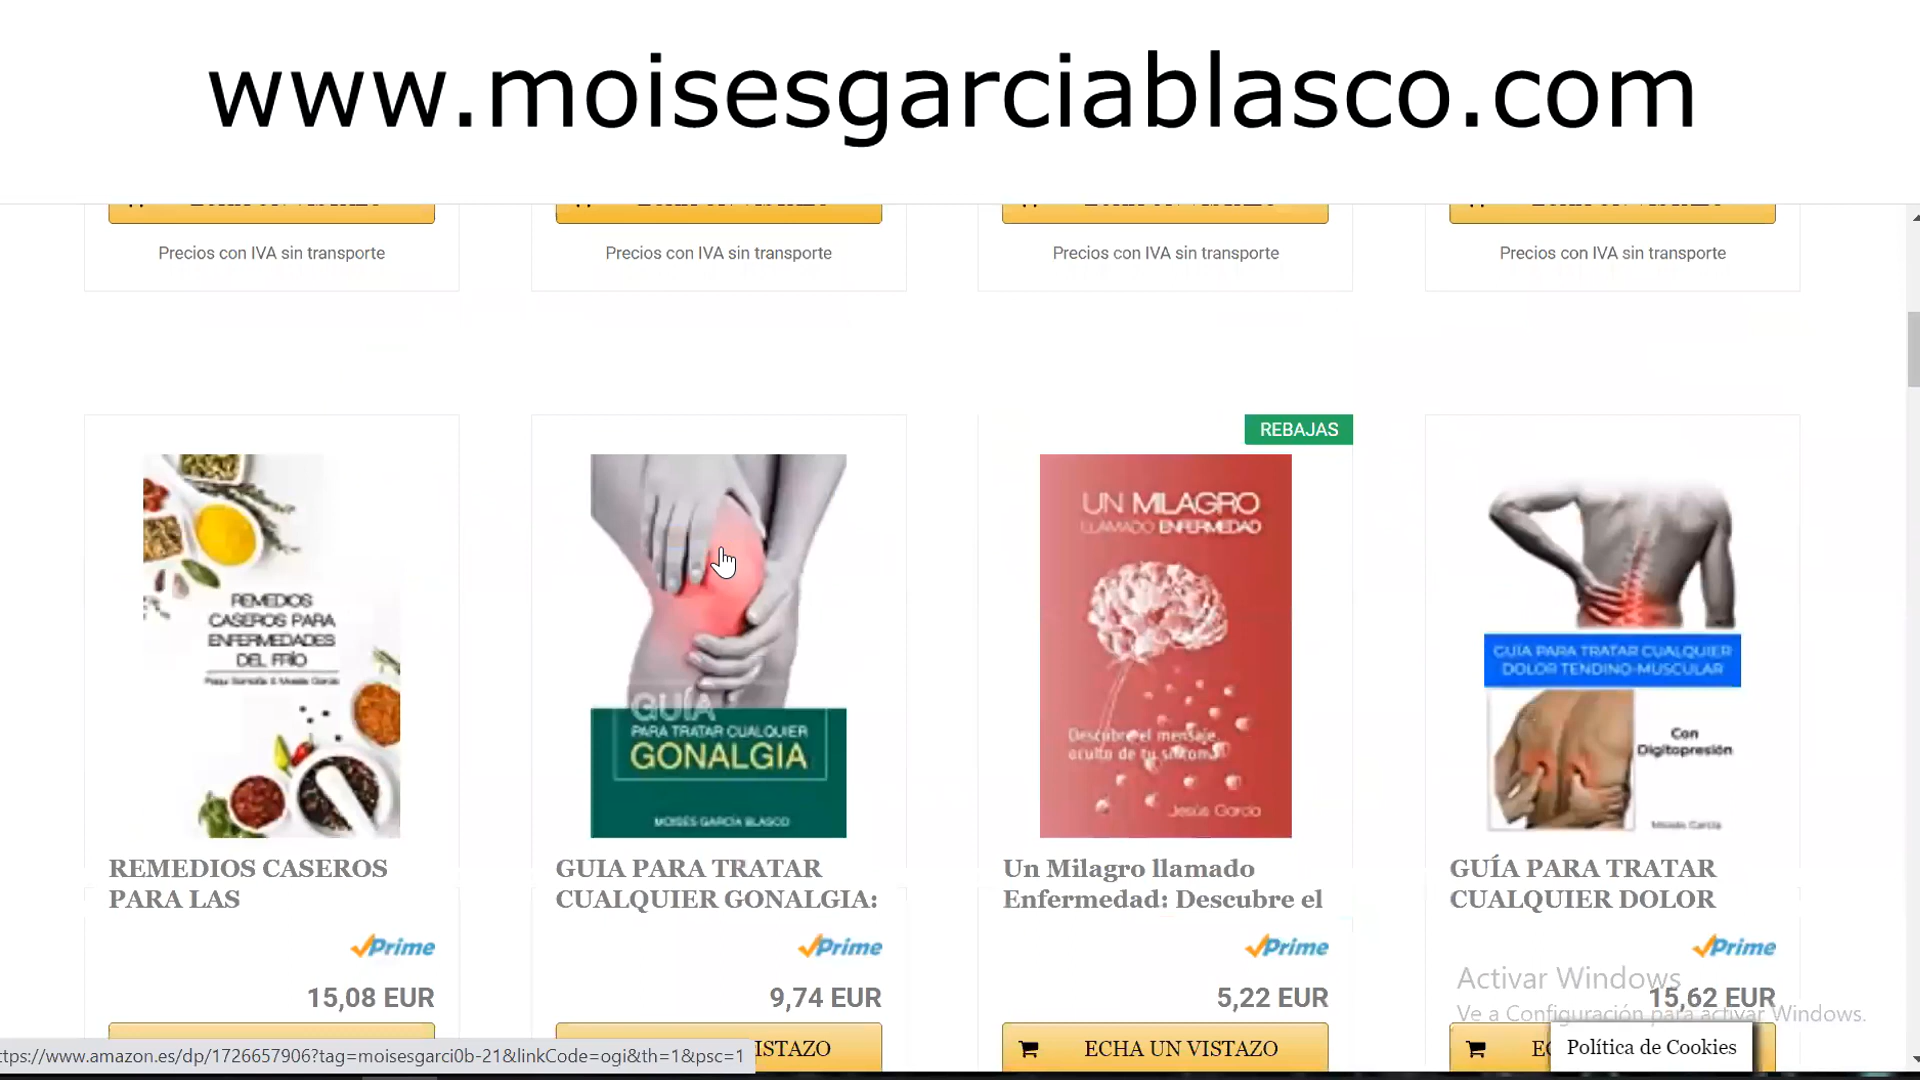 www.moisesgarciablasco.com
Precios con IVA sin transporte
Precios con IVA sin transporte
Precios con IVA sin transporte
Precios con IVA sin transporte
REBAJAS
REMEDIOS
CASEROS PARA
ENFERMEDADES
DEL FRÍO
GUÍA
PARA TRATAR CUALQUIER
GONALGIA
MOISÉS GARCÍA BLASCO
UN MILAGRO
LLAMADO ENFERMEDAD
Descubre el mensaje
oculto de tu síntoma
Jesús García
GUÍA PARA TRATAR CUALQUIER
DOLOR TENDINO-MUSCULAR
Con
Digitopresión
Moisés García
REMEDIOS CASEROS
PARA LAS
GUIA PARA TRATAR
CUALQUIER GONALGIA:
Un Milagro llamado
Enfermedad: Descubre el
GUÍA PARA TRATAR
CUALQUIER DOLOR
Prime
Prime
Prime
Prime
15,08 EUR
9,74 EUR
5,22 EUR
15,62 EUR
Activar Windows
Ve a Configuración para activar Windows.
ttps://www.amazon.es/dp/1726657906?tag=moisesgarci0b-21&linkCode=ogi&th=1&psc=1
ISTAZO
ECHA UN VISTAZO
Política de Cookies